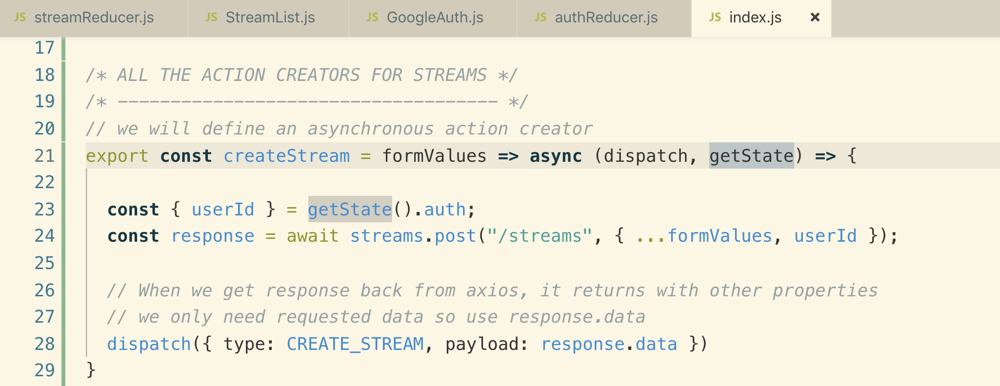 JS streamReducer.js JS StreamList.js JS GoogleAuth.js JS authReducer.js JS index.js ×
17
18 /* ALL THE ACTION CREATORS FOR STREAMS */
19 /* ------------------------------------ */
20 // we will define an asynchronous action creator
21 export const createStream = formValues => async (dispatch, getState) => {
22
23 const { userId } = getState().auth;
24 const response = await streams.post("/streams", { ...formValues, userId });
25
26 // When we get response back from axios, it returns with other properties
27 // we only need requested data so use response.data
28 dispatch({ type: CREATE_STREAM, payload: response.data })
29 }